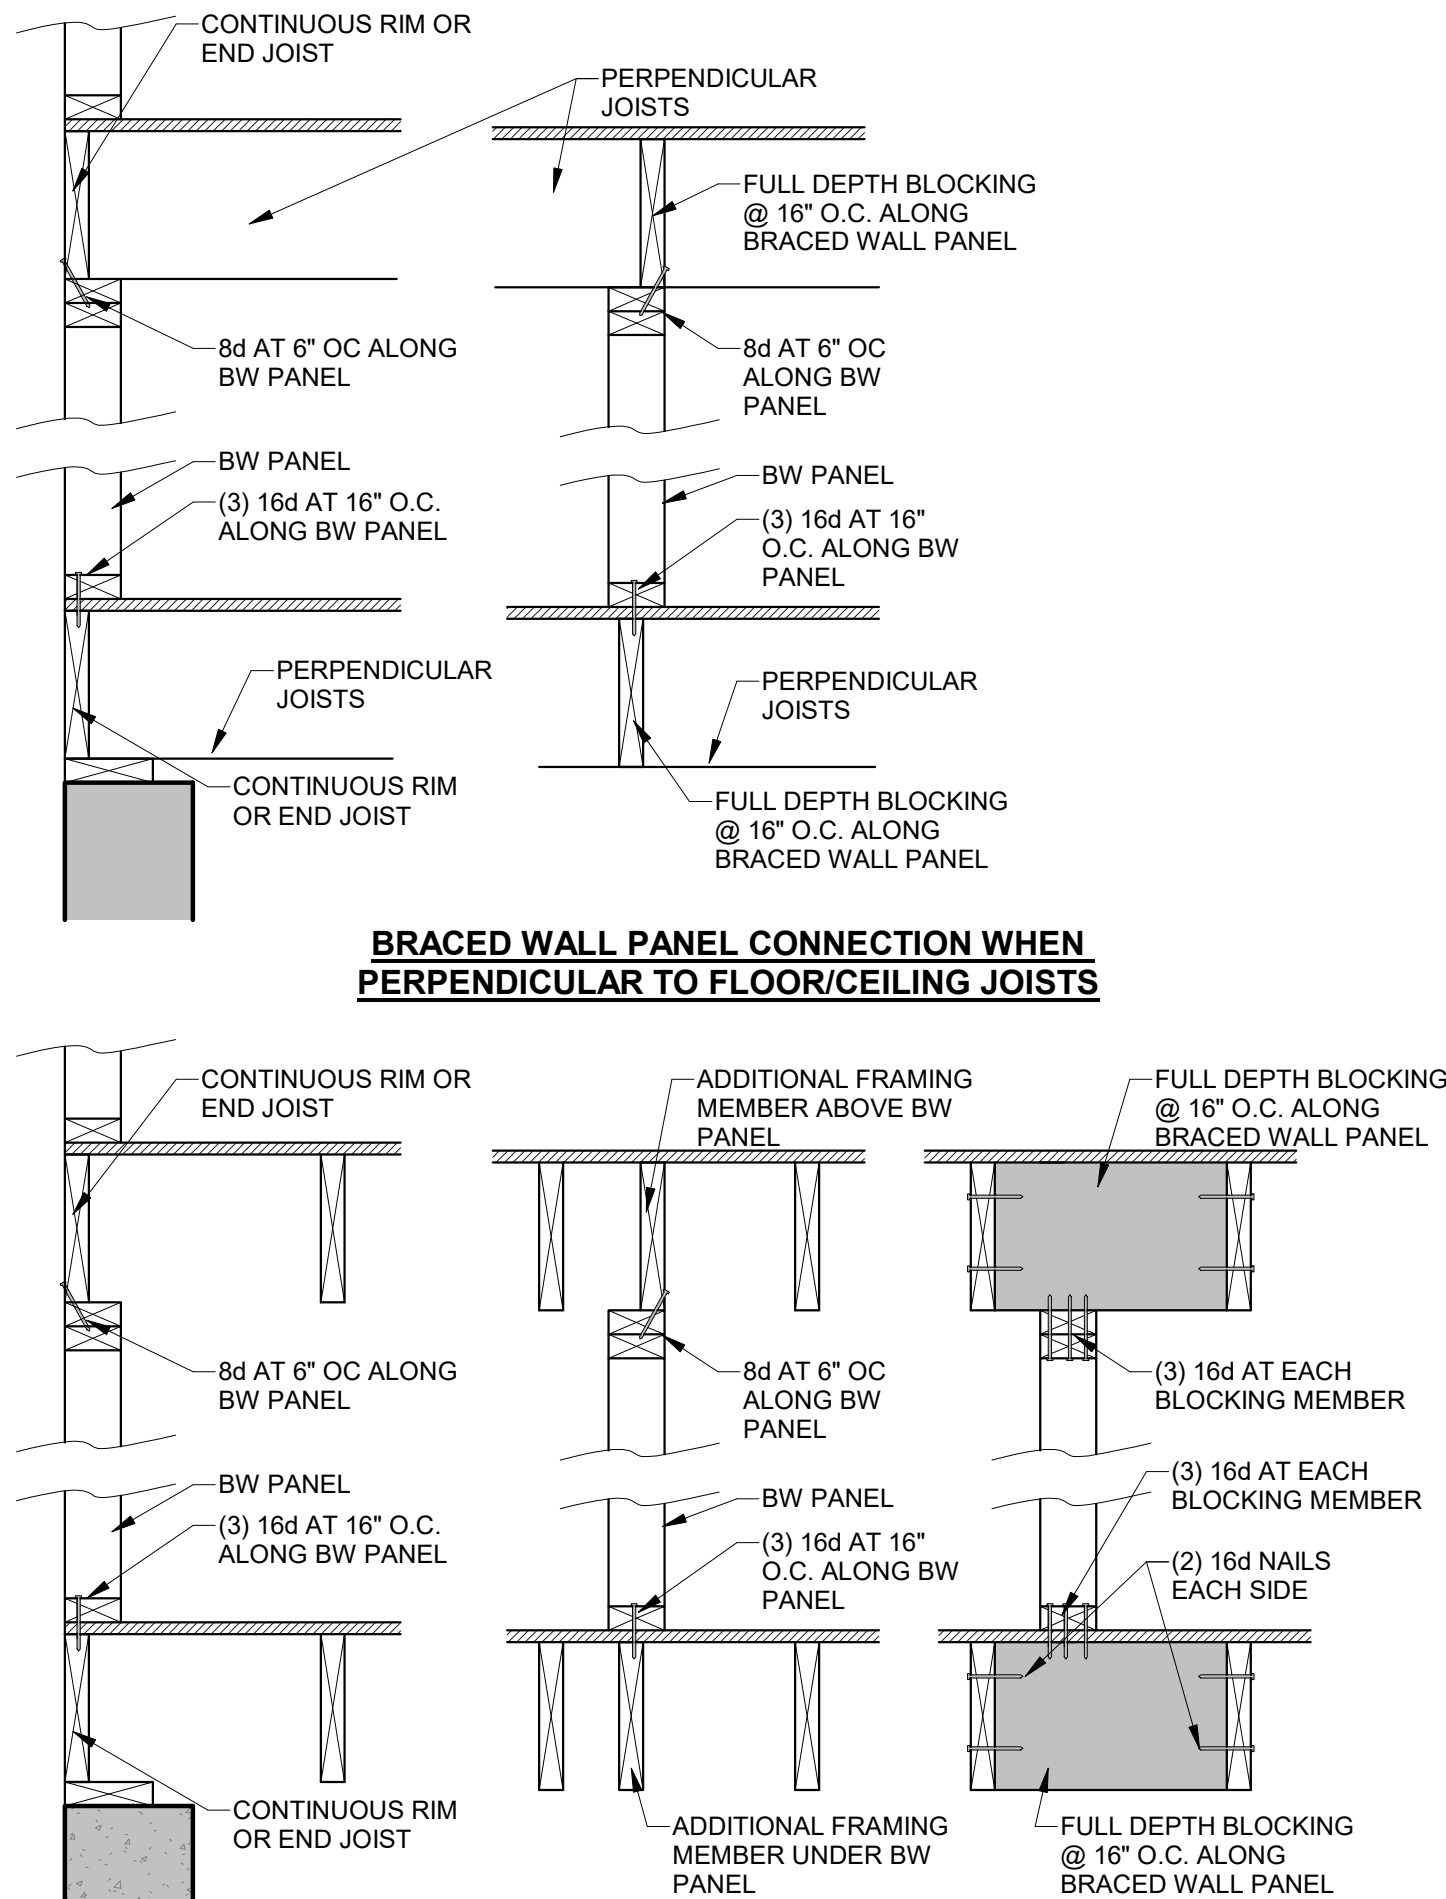 CONTINUOUS RIM OR
END JOIST
PERPENDICULAR
JOISTS
FULL DEPTH BLOCKING
@ 16" O.C. ALONG
BRACED WALL PANEL
8d AT 6" OC ALONG
BW PANEL
8d AT 6" OC
ALONG BW
PANEL
BW PANEL
(3) 16d AT 16" O.C.
ALONG BW PANEL
BW PANEL
(3) 16d AT 16"
O.C. ALONG BW
PANEL
PERPENDICULAR
JOISTS
PERPENDICULAR
JOISTS
CONTINUOUS RIM
OR END JOIST
FULL DEPTH BLOCKING
@ 16" O.C. ALONG
BRACED WALL PANEL
BRACED WALL PANEL CONNECTION WHEN
PERPENDICULAR TO FLOOR/CEILING JOISTS
CONTINUOUS RIM OR
END JOIST
ADDITIONAL FRAMING
MEMBER ABOVE BW
PANEL
FULL DEPTH BLOCKING
@ 16" O.C. ALONG
BRACED WALL PANEL
8d AT 6" OC ALONG
BW PANEL
8d AT 6" OC
ALONG BW
PANEL
(3) 16d AT EACH
BLOCKING MEMBER
BW PANEL
(3) 16d AT 16" O.C.
ALONG BW PANEL
BW PANEL
(3) 16d AT 16"
O.C. ALONG BW
PANEL
(3) 16d AT EACH
BLOCKING MEMBER
(2) 16d NAILS
EACH SIDE
CONTINUOUS RIM
OR END JOIST
ADDITIONAL FRAMING
MEMBER UNDER BW
PANEL
FULL DEPTH BLOCKING
@ 16" O.C. ALONG
BRACED WALL PANEL